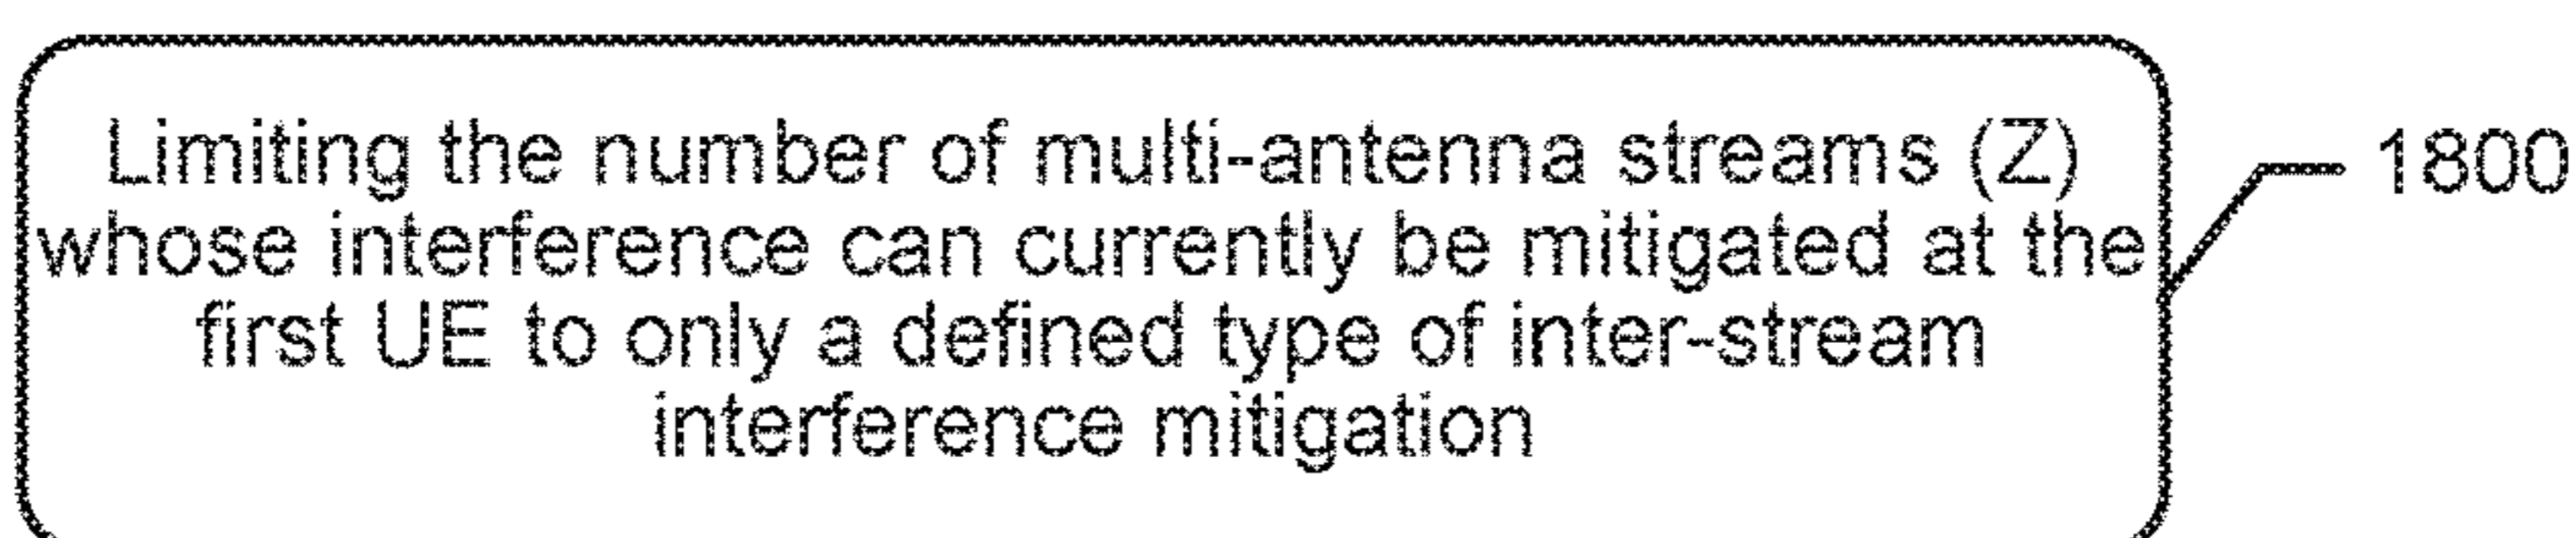 Limiting the number of multi-antenna streams (Z)
whose interference can currently be mitigated at the
first UE to only a defined type of inter-stream
interference mitigation
1800